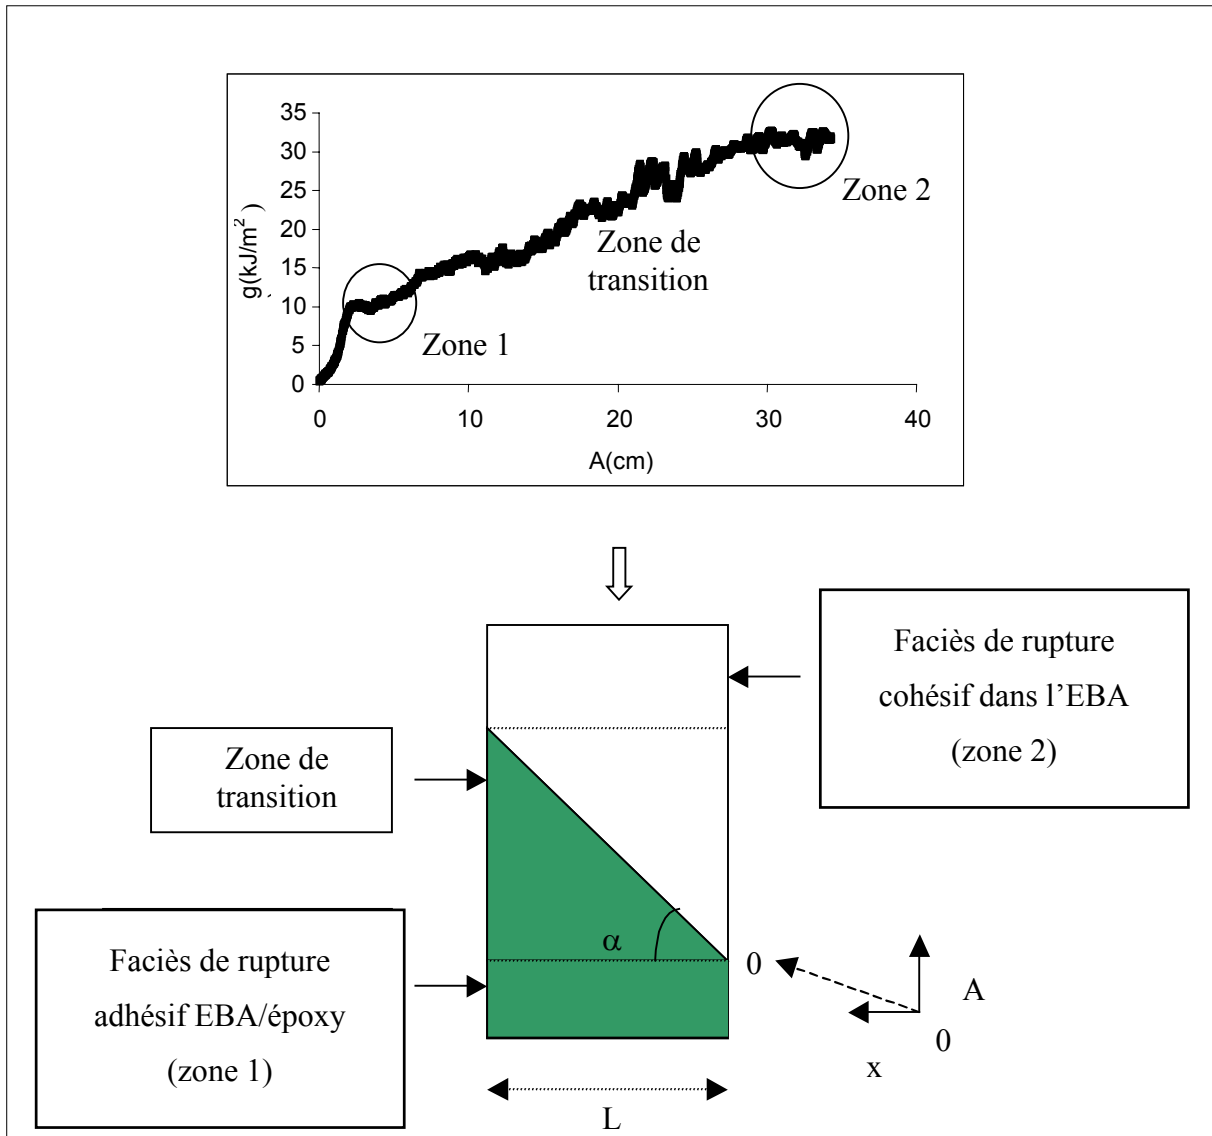 35
30
25
20
15
10
5
0
g(kJ/m²)
0
10
20
30
40
A(cm)
Zone 2
Zone de
transition
Zone 1
Faciès de rupture
cohésif dans l’EBA
(zone 2)
Zone de
transition
α
0
Faciès de rupture
adhésif EBA/époxy
(zone 1)
A
0
x
L